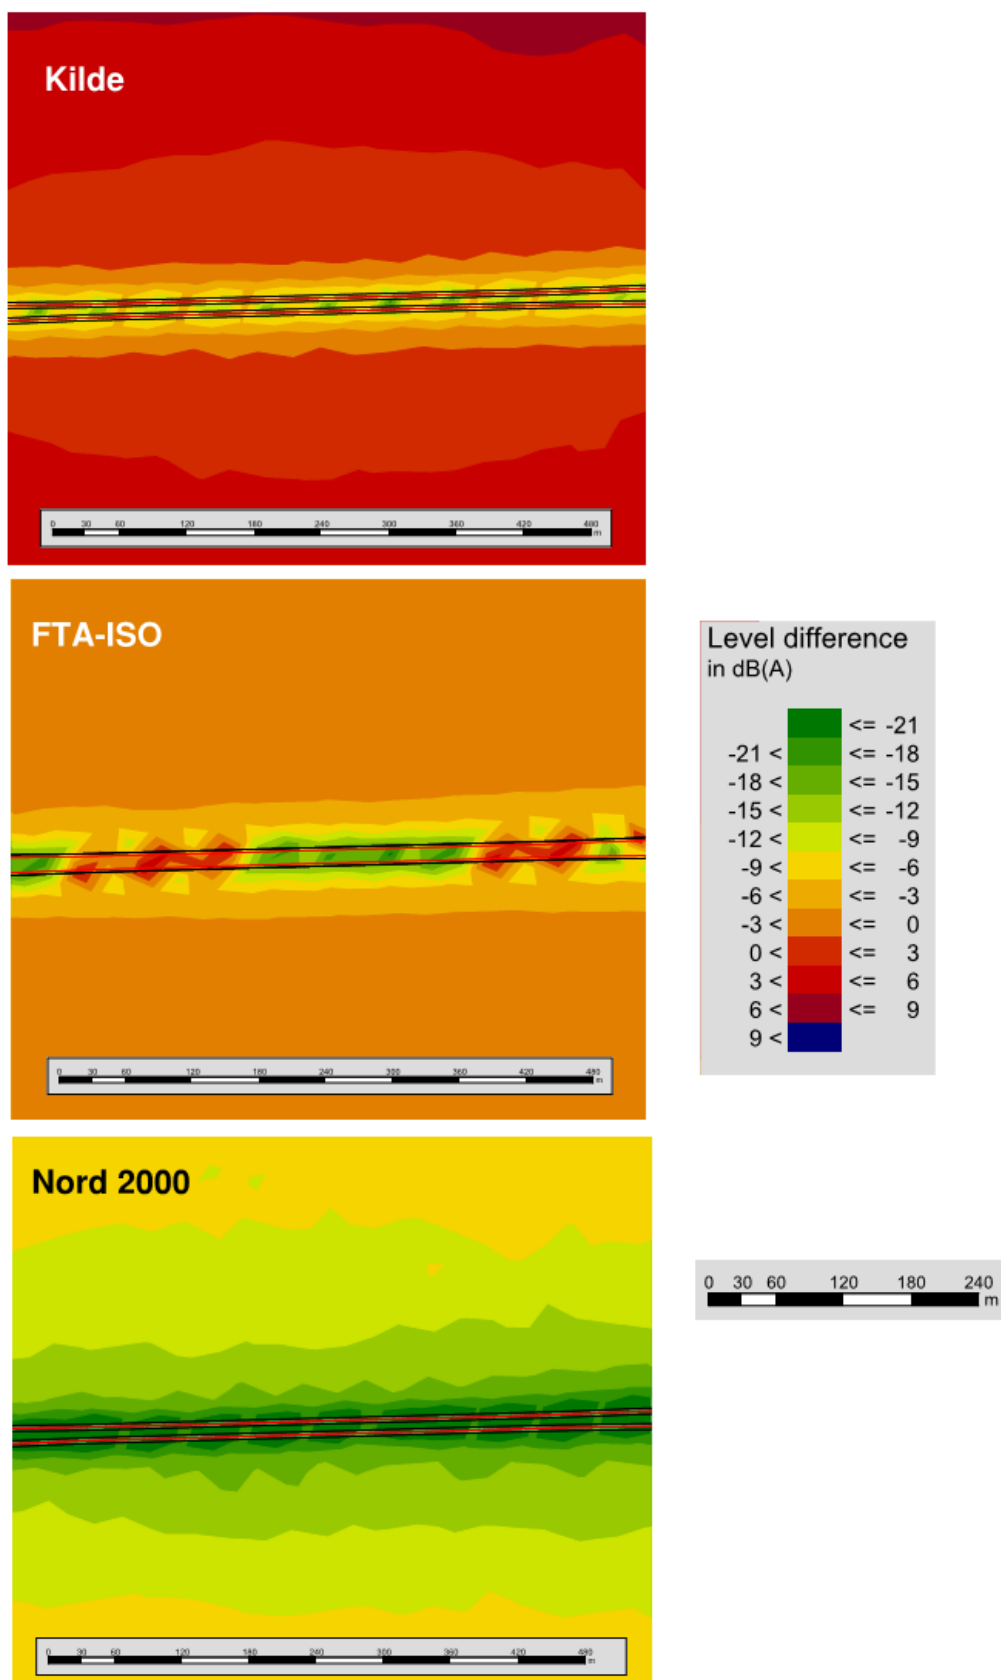 Kilde
0 30 60 120 180 240 300 360 420 480
m
FTA-ISO
0 30 60 120 180 240 300 360 420 480
m
Level difference
in dB(A)
<= -21
-21 < <= -18
-18 < <= -15
-15 < <= -12
-12 < <= -9
-9 < <= -6
-6 < <= -3
-3 < <= 0
0 < <= 3
3 < <= 6
6 < <= 9
9 <
Nord 2000
0 30 60 120 180 240
m
0 30 60 120 180 240 300 360 420 480
m